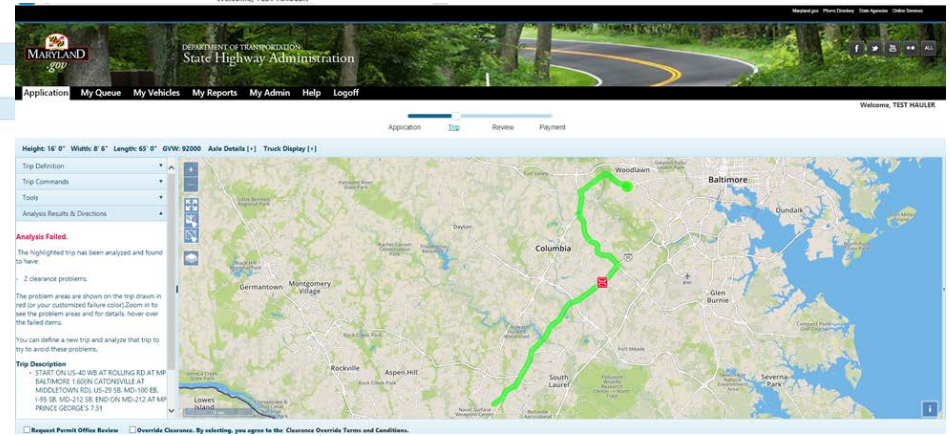 Welcome, TEST HAULER
Maryland.gov Phone Directory State Agencies Online Services
MARYLAND
.gov
DEPARTMENT OF TRANSPORTATION
State Highway Administration
ALL
Application My Queue My Vehicles My Reports My Admin Help Logoff
Welcome, TEST HAULER
Application Trip Review Payment
Height: 16' 0" Width: 8' 6" Length: 65' 0" GVW: 92000 Axle Details [+] Truck Display [+]
Trip Definition
Trip Commands
Tools
Analysis Results & Directions
Analysis Failed.
The highlighted trip has been analyzed and found
to have:
- 2 clearance problems.
The problem areas are shown on the trip drawn in
red (or your customized failure color).Zoom in to
see the problem areas and for details, hover over
the failed items.
You can define a new trip and analyze that trip to
try to avoid these problems.
Trip Description
- START ON US-40 WB AT ROLLING RD AT MP
BALTIMORE 1.60(IN CATONSVILLE AT
MIDDLETOWN RD), US-29 SB. MD-100 EB.
I-95 SB. MD-212 SB. END ON MD-212 AT MP
PRINCE GEORGE'S 7.31
Woodlawn
Baltimore
Dundalk
Dayton
Columbia
Germantown
Montgomery
Village
Glen
Burnie
Fort Meade
Rockville
Aspen Hill
South
Laurel
Severna
Park
Lowes
Island
Request Permit Office Review Override Clearance. By selecting, you agree to the Clearance Override Terms and Conditions.